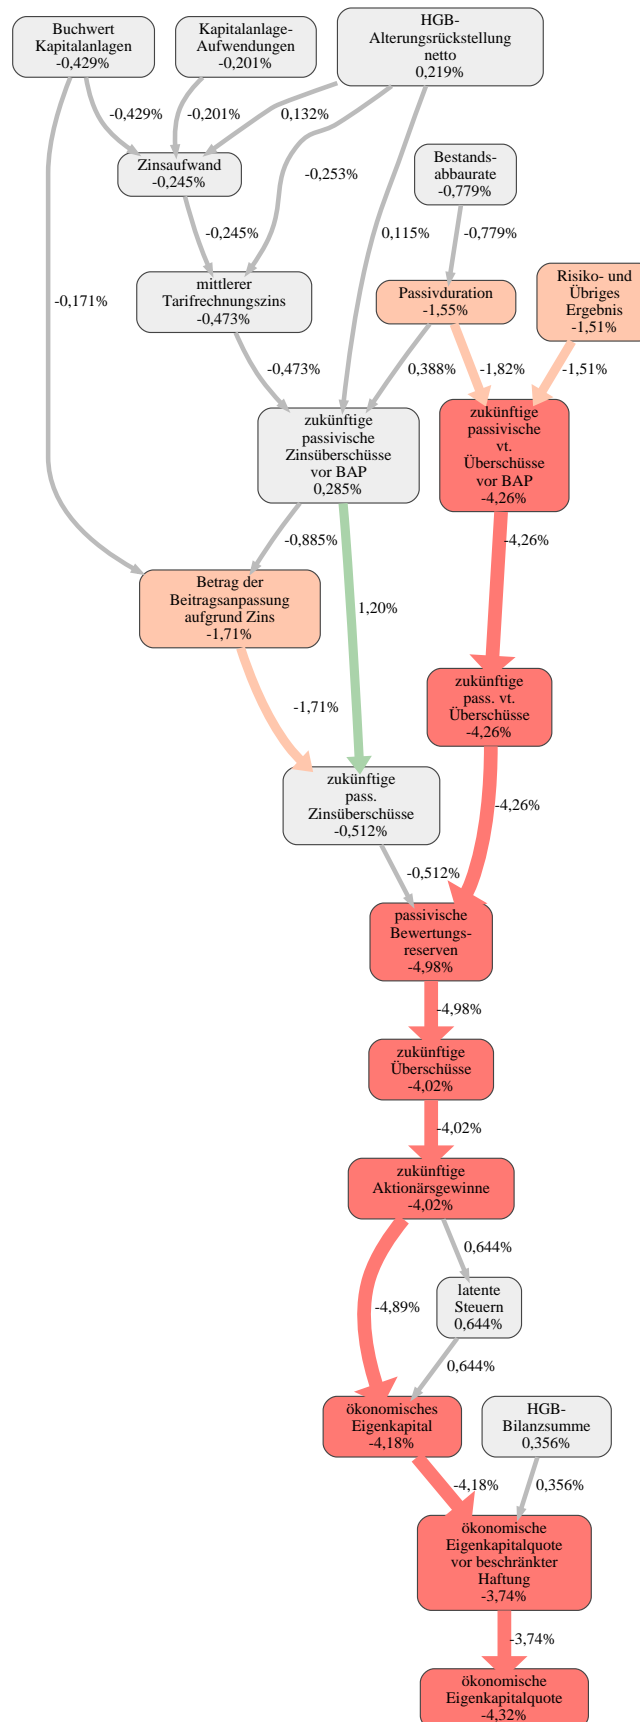 Buchwert
Kapitalanlagen
-0,429%
Kapitalanlage-
Aufwendungen
-0,201%
HGB-
Alterungsrückstellung
netto
0,219%
-0,429%
-0,201%
0,132%
Zinsaufwand
-0,245%
-0,253%
Bestands-
abbaurate
-0,779%
-0,245%
0,115%
-0,779%
-0,171%
mittlerer
Tarifrechnungszins
-0,473%
Passivduration
-1,55%
Risiko- und
Übriges
Ergebnis
-1,51%
-0,473%
0,388%
-1,82%
-1,51%
zukünftige
passivische
Zinsüberschüsse
vor BAP
0,285%
zukünftige
passivische
vt.
Überschüsse
vor BAP
-4,26%
-0,885%
-4,26%
Betrag der
Beitragsanpassung
aufgrund Zins
-1,71%
1,20%
-1,71%
zukünftige
pass. vt.
Überschüsse
-4,26%
zukünftige
pass.
Zinsüberschüsse
-0,512%
-4,26%
-0,512%
passivische
Bewertungs-
reserven
-4,98%
-4,98%
zukünftige
Überschüsse
-4,02%
-4,02%
zukünftige
Aktionärsgewinne
-4,02%
0,644%
-4,89%
latente
Steuern
0,644%
0,644%
ökonomisches
Eigenkapital
-4,18%
HGB-
Bilanzsumme
0,356%
-4,18%
0,356%
ökonomische
Eigenkapitalquote
vor beschränkter
Haftung
-3,74%
-3,74%
ökonomische
Eigenkapitalquote
-4,32%